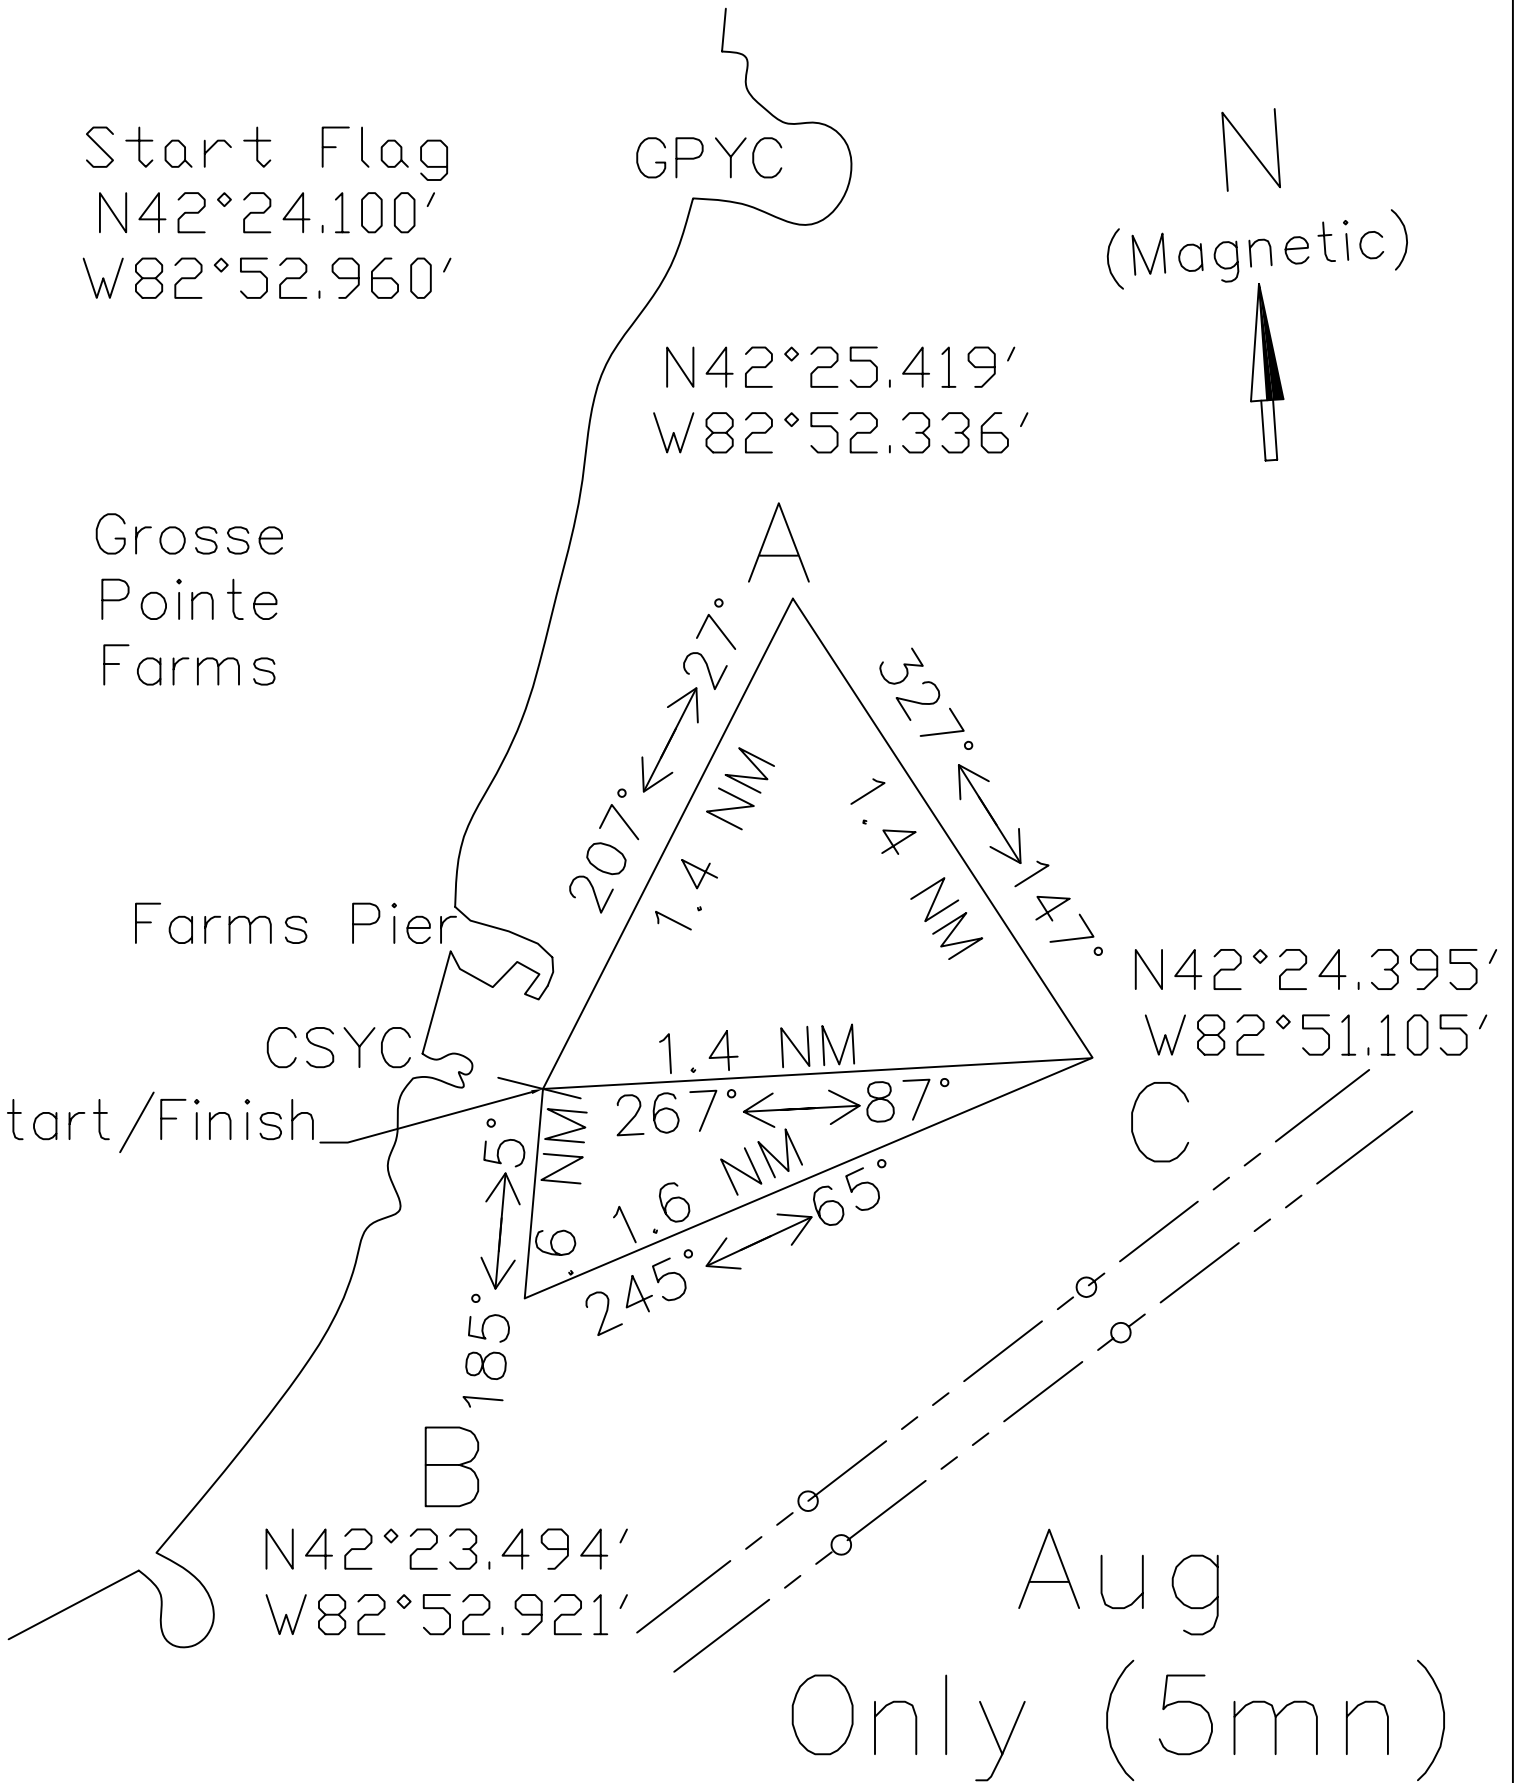 Start Flag
N42°24.100′
W82°52.960′
GPYC
N
(Magnetic)
N42°25.419′
W82°52.336′
Grosse
Pointe
Farms
A
27°
207°
1.4 NM
327°
147°
1.4 NM
Farms Pier
CSYC
tart/Finish
N42°24.395′
W82°51.105′
C
1.4 NM
267°
87°
5°
185°
.6 NM
1.6 NM
65°
245°
B
N42°23.494′
W82°52.921′
Aug
Only (5mn)